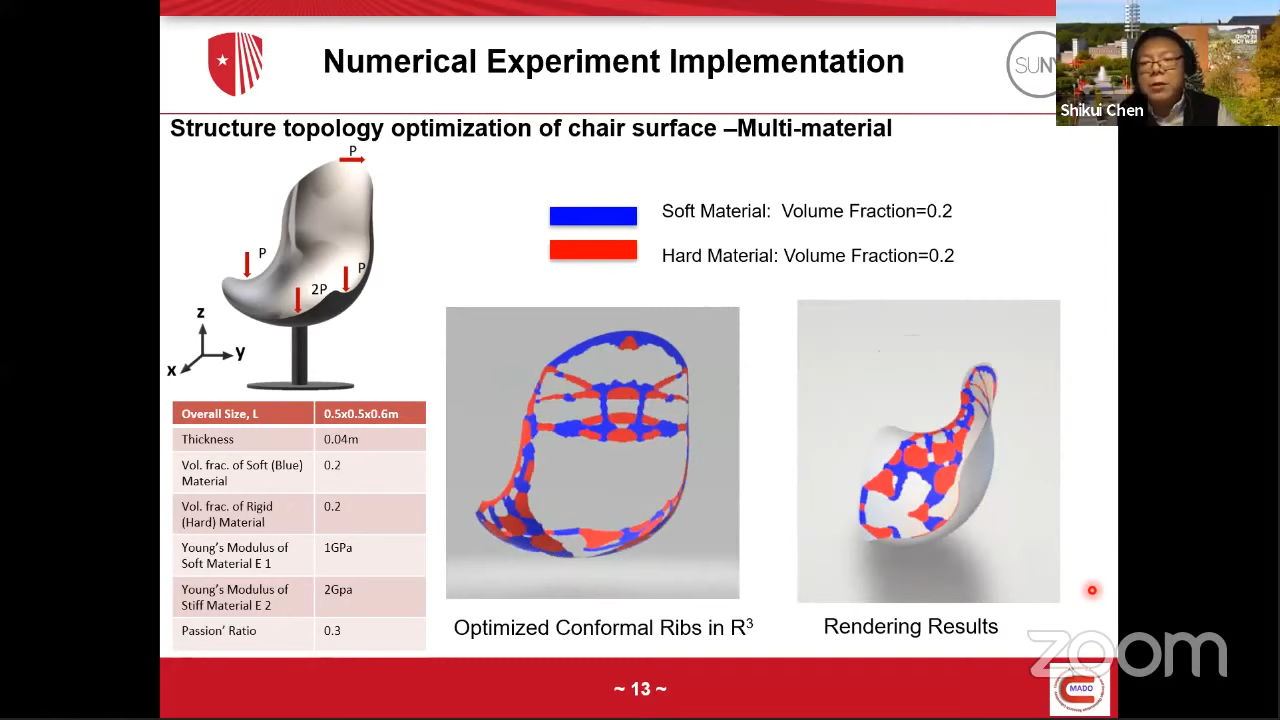 Numerical Experiment Implementation
SUNY
Shikui Chen
Structure topology optimization of chair surface –Multi-material
P
P
P
2P
z
y
x
Soft Material: Volume Fraction=0.2
Hard Material: Volume Fraction=0.2
Overall Size, L 0.5x0.5x0.6m
Thickness 0.04m
Vol. frac. of Soft (Blue) 0.2
Material
Vol. frac. of Rigid 0.2
(Hard) Material
Young's Modulus of 1GPa
Soft Material E 1
Young's Modulus of 2Gpa
Stiff Material E 2
Passion' Ratio 0.3
Optimized Conformal Ribs in R³
Rendering Results
zoom
~ 13 ~
MADO